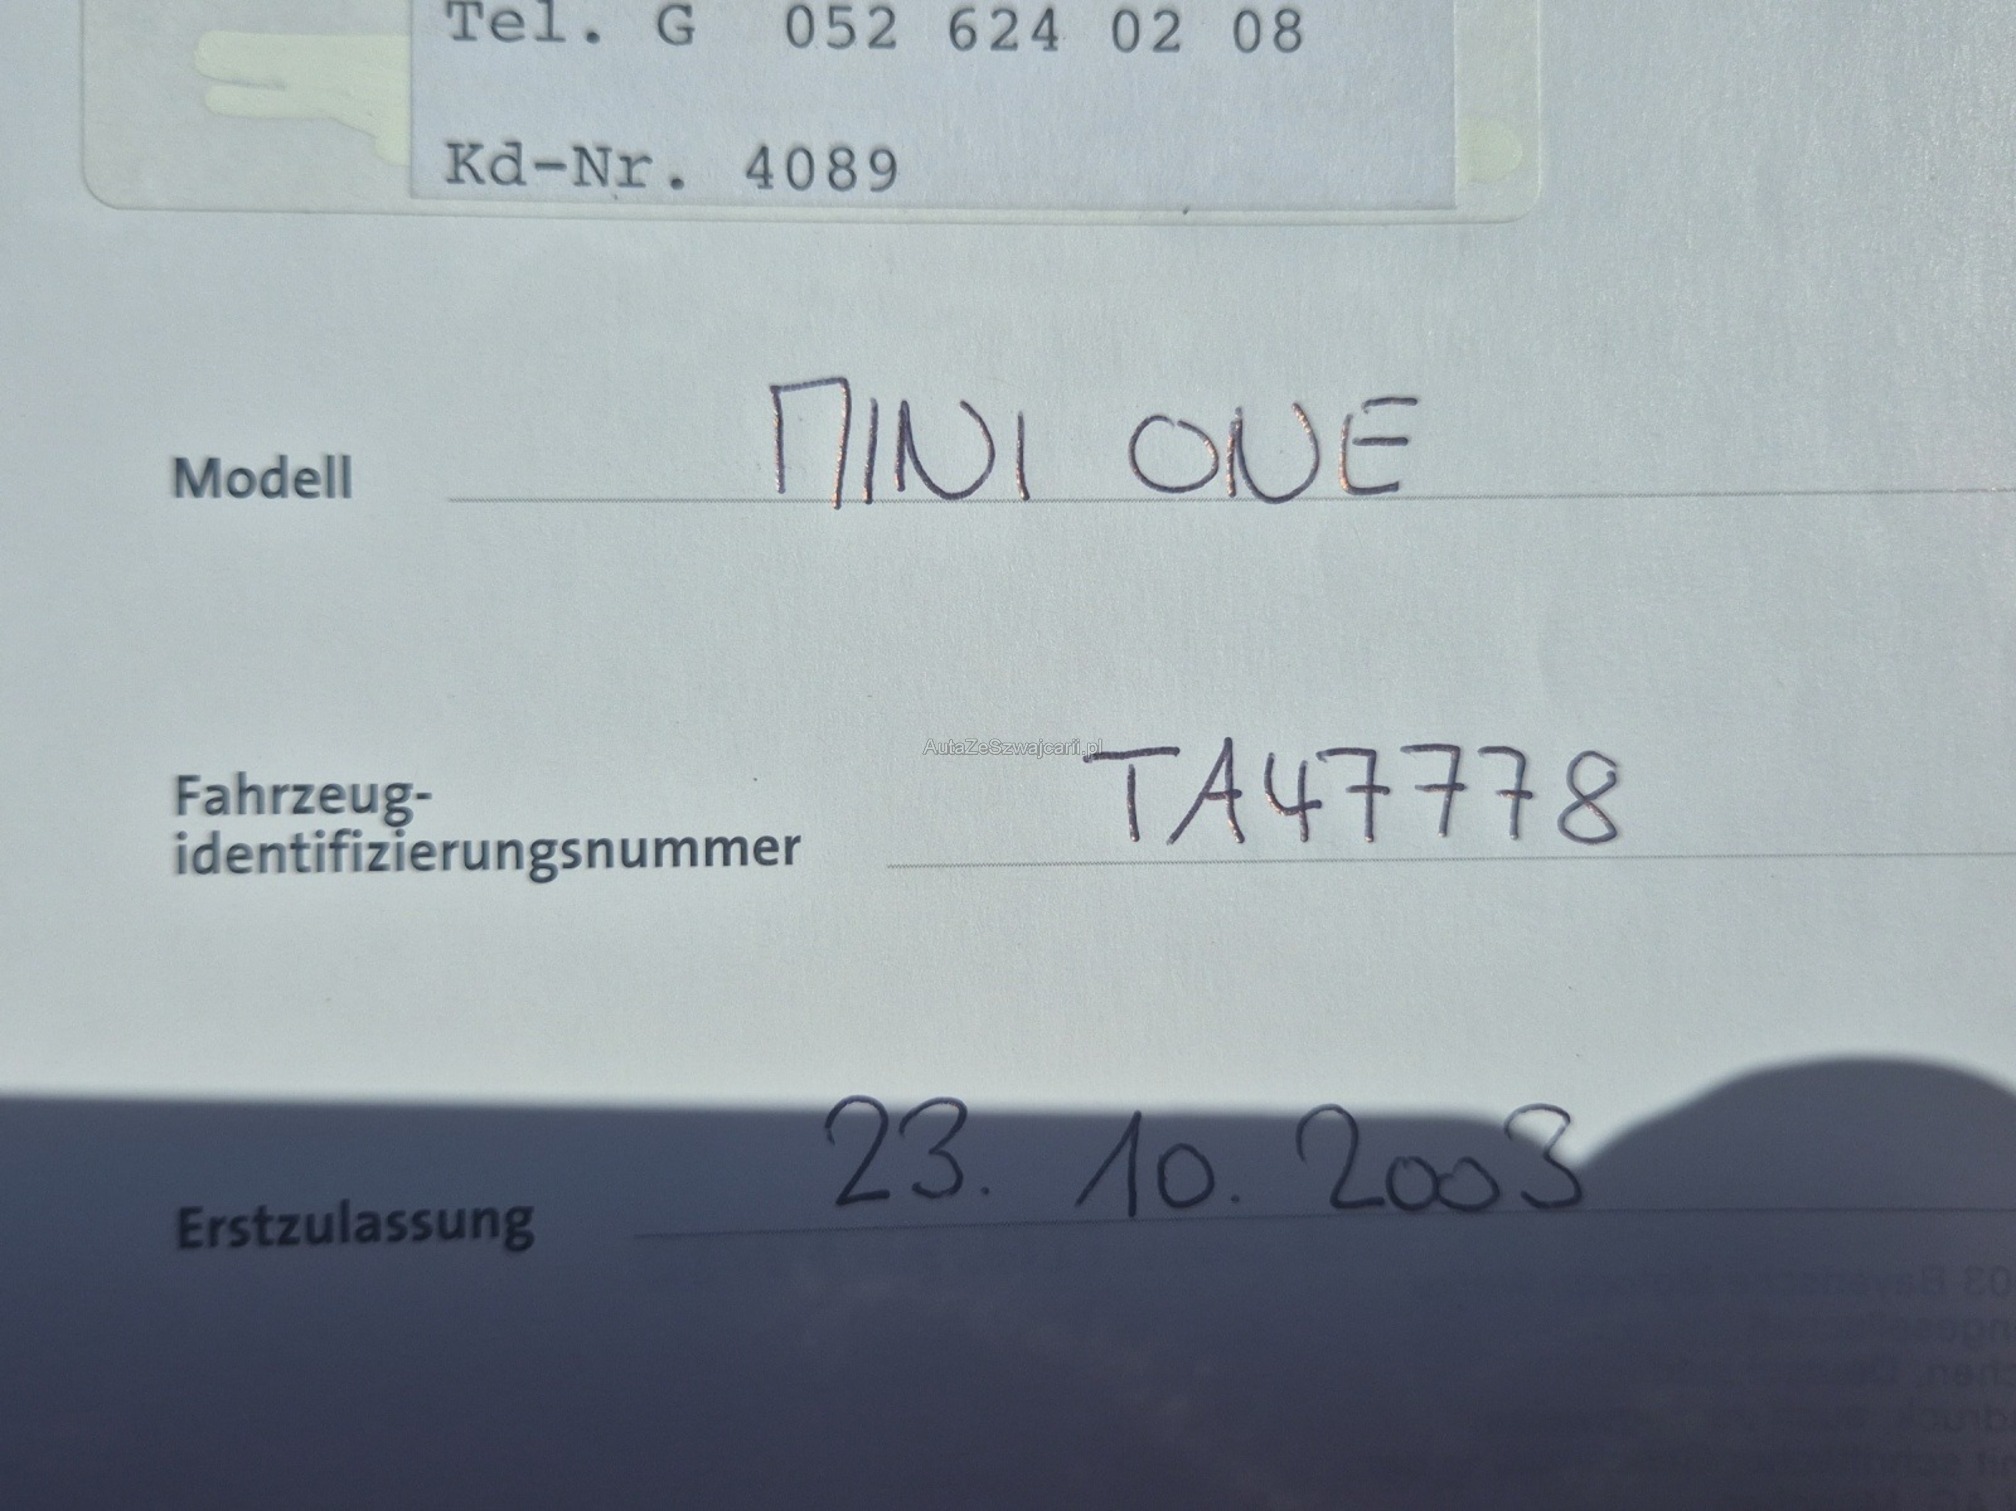 Tel. G 052 624 02 08
Kd-Nr. 4089
Modell MINI ONE
AutaZeSzwajcarii.pl
Fahrzeug-
identifizierungsnummer TA47778
Erstzulassung 23. 10. 2003